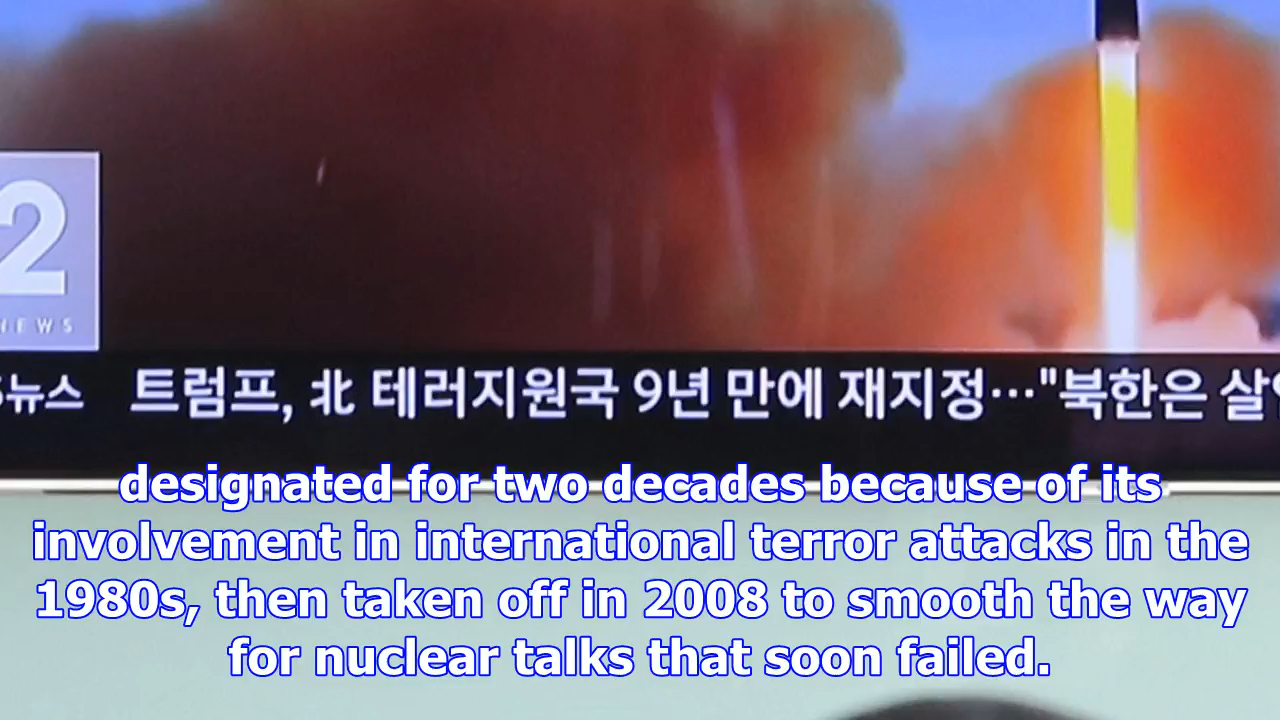 2
NEWS
뉴스 트럼프, 北 테러지원국 9년 만에 재지정…"북한은
designated for two decades because of its
involvement in international terror attacks in the
1980s, then taken off in 2008 to smooth the way
for nuclear talks that soon failed.